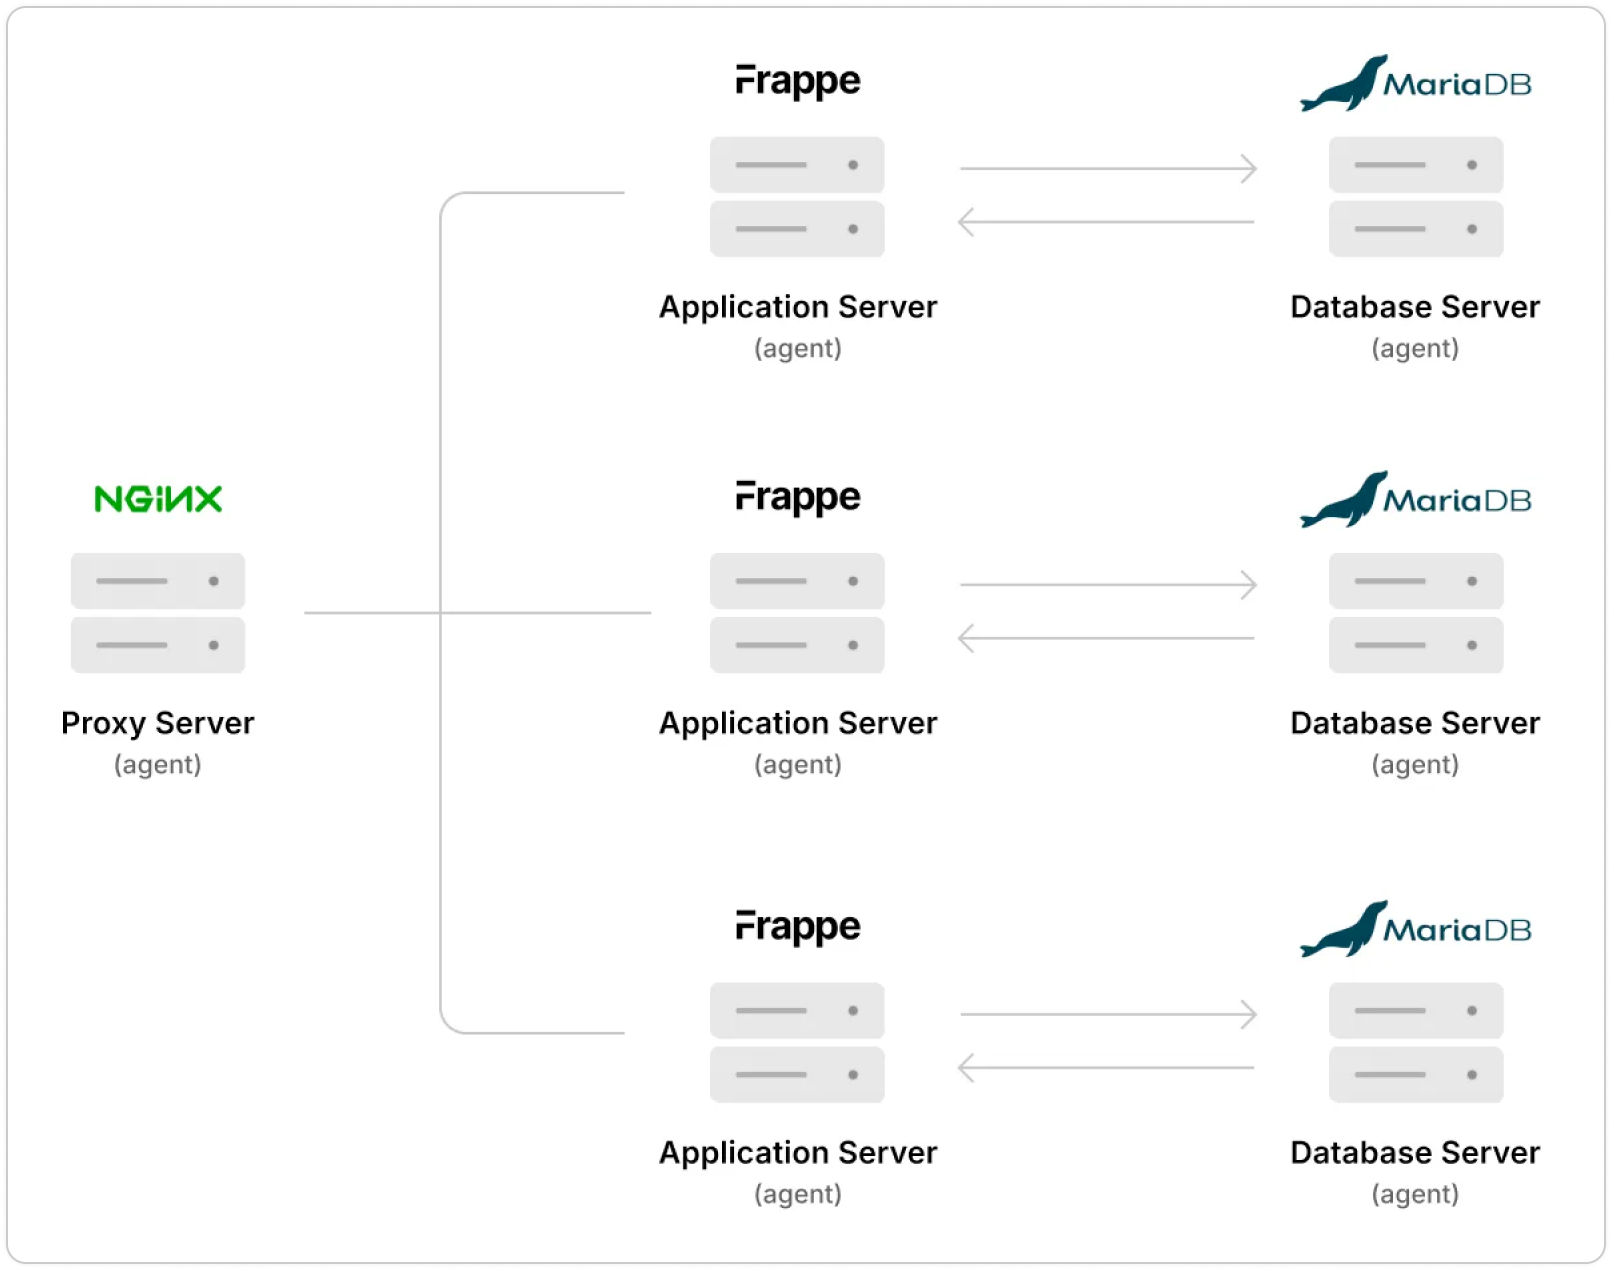 Frappe
MariaDB
Application Server
(agent)
Database Server
(agent)
NGINX
Frappe
MariaDB
Proxy Server
(agent)
Application Server
(agent)
Database Server
(agent)
Frappe
MariaDB
Application Server
(agent)
Database Server
(agent)